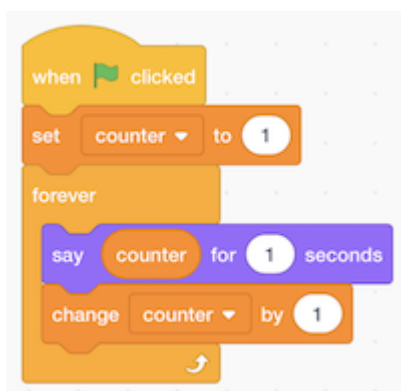 when clicked
set counter to 1
forever
say counter for 1 seconds
change counter by 1